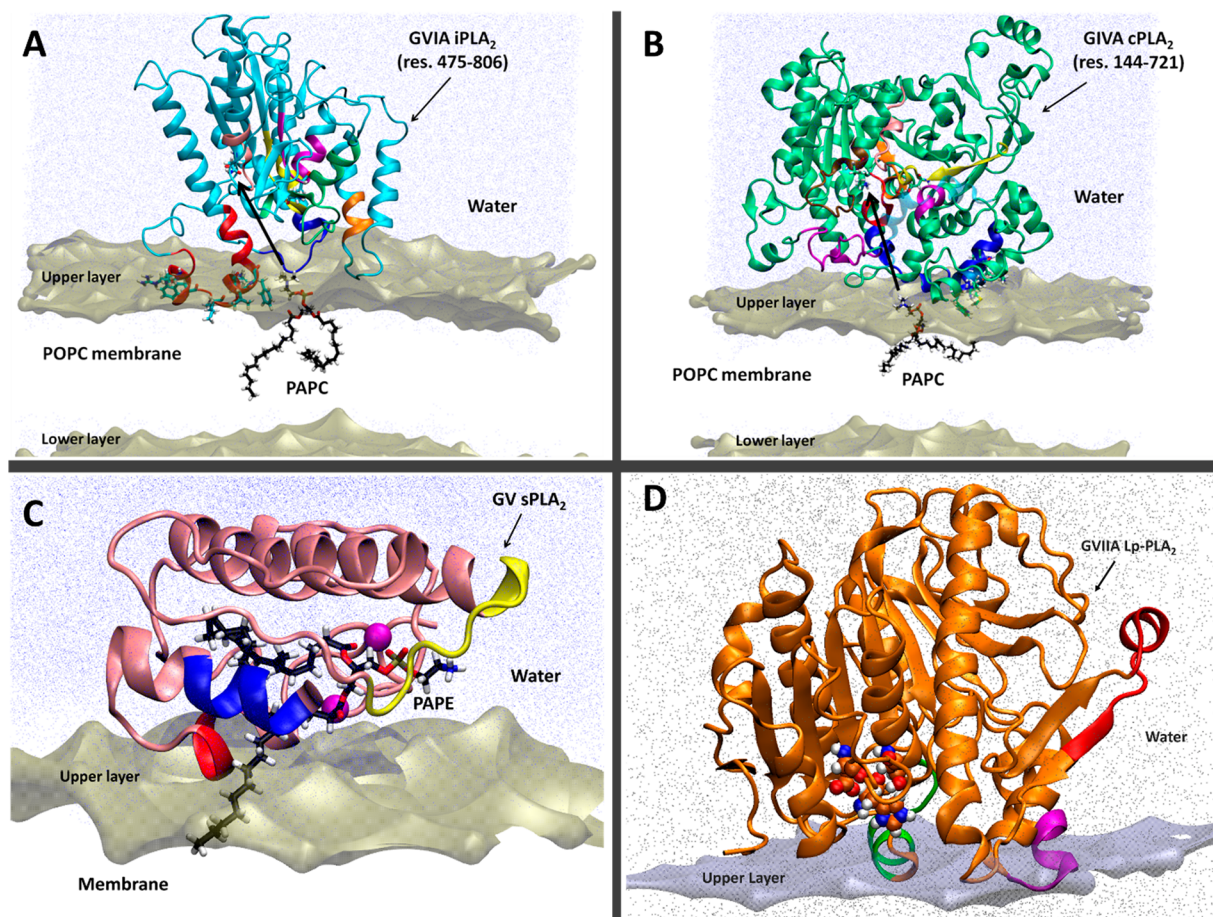 A
GVIA iPLA₂
(res. 475-806)
Water
Upper layer
POPC membrane
PAPC
Lower layer
B
GIVA cPLA₂
(res. 144-721)
Water
Upper layer
POPC membrane
PAPC
Lower layer
C
GV sPLA₂
Water
PAPE
Upper layer
Membrane
D
GVIIA Lp-PLA₂
Water
Upper Layer